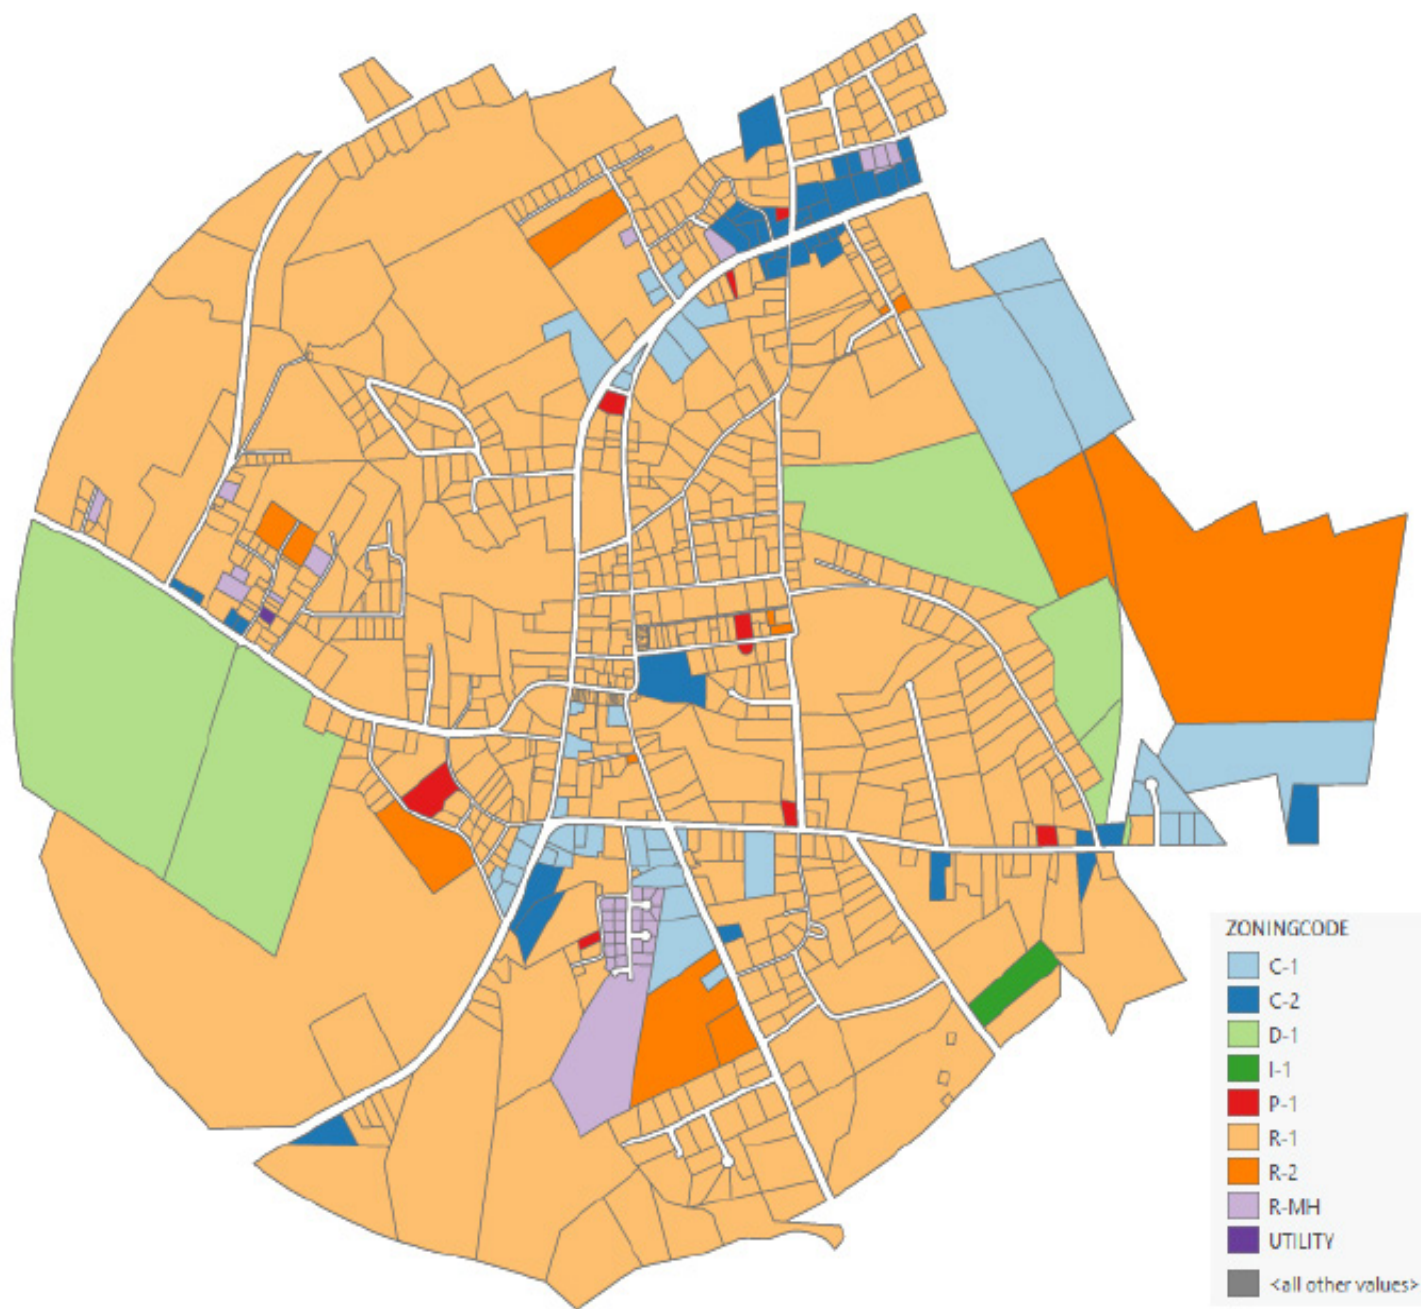 ZONINGCODE
C-1
C-2
D-1
I-1
P-1
R-1
R-2
R-MH
UTILITY
<all other values>